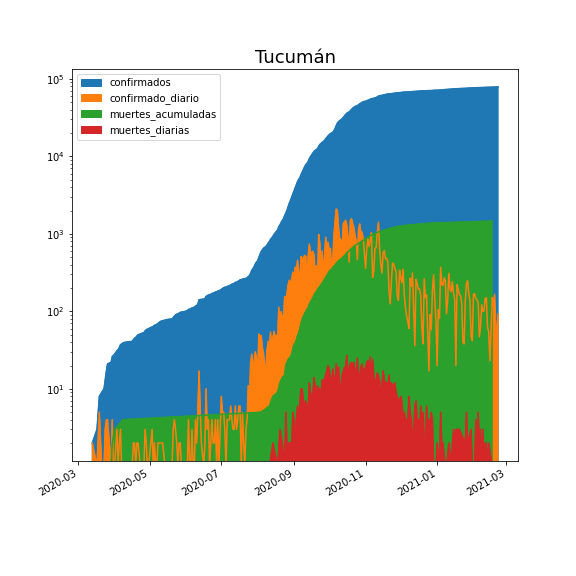 Tucumán
confirmados
confirmado_diario
muertes_acumuladas
muertes_diarias
10^5
10^4
10^3
10^2
10^1
2020-03
2020-05
2020-07
2020-09
2020-11
2021-01
2021-03